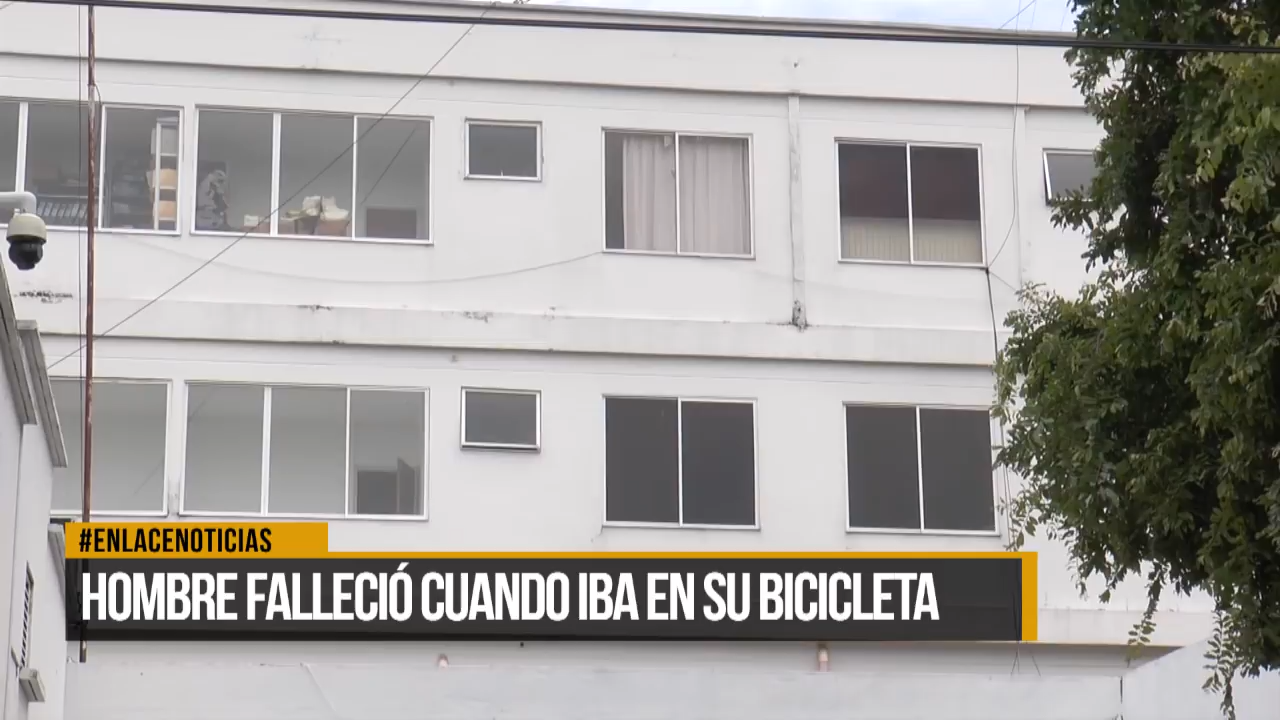 #ENLACENOTICIAS
HOMBRE FALLECIÓ CUANDO IBA EN SU BICICLETA